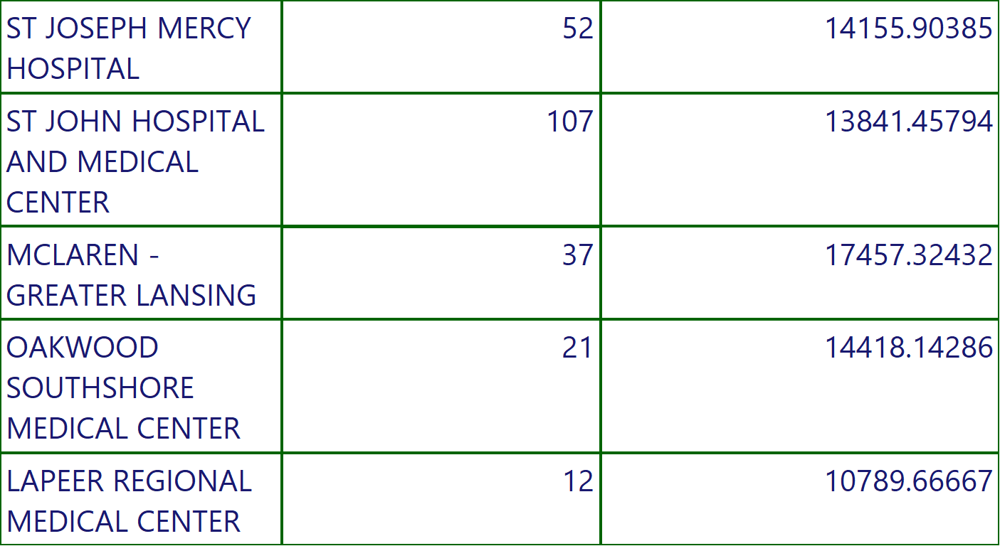 ST JOSEPH MERCY 52 14155.90385
HOSPITAL
ST JOHN HOSPITAL 107 13841.45794
AND MEDICAL
CENTER
MCLAREN - 37 17457.32432
GREATER LANSING
OAKWOOD 21 14418.14286
SOUTHSHORE
MEDICAL CENTER
LAPEER REGIONAL 12 10789.66667
MEDICAL CENTER